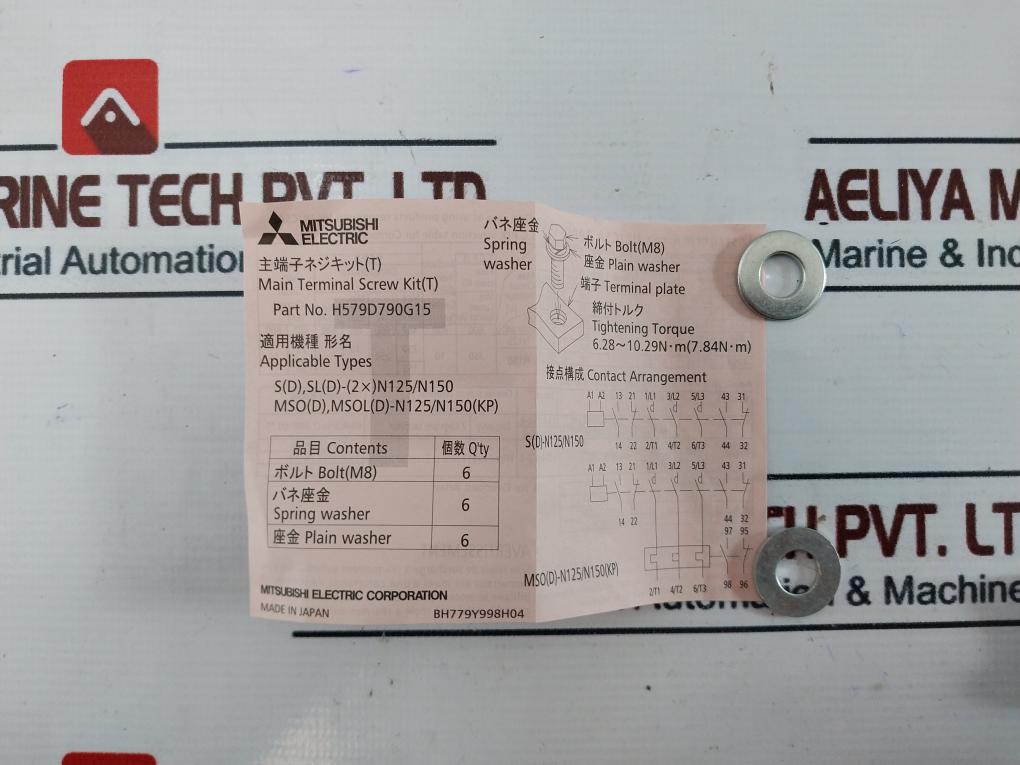 RINE TECH PVT. LTD
trial Automation
AELIYA M
Marine & Ind
CH PVT. LT
Automation & Machine
MITSUBISHI
ELECTRIC
主端子ネジキット(T)
Main Terminal Screw Kit(T)
Part No. H579D790G15
適用機種 形名
Applicable Types
S(D),SL(D)-(2×)N125/N150
MSO(D),MSOL(D)-N125/N150(KP)
T
品目 Contents 個数 Q'ty
ボルト Bolt(M8) 6
バネ座金
Spring washer 6
座金 Plain washer 6
MITSUBISHI ELECTRIC CORPORATION
MADE IN JAPAN BH779Y998H04
バネ座金
Spring
washer
ボルト Bolt(M8)
座金 Plain washer
端子 Terminal plate
締付トルク
Tightening Torque
6.28～10.29N・m(7.84N・m)
接点構成 Contact Arrangement
A1 A2 13 21 1/L1 3/L2 5/L3 43 31
S(D)-N125/N150
14 22 2/T1 4/T2 6/T3 44 32
A1 A2 13 21 1/L1 3/L2 5/L3 43 31
14 22 44 32
97 95
MSO(D)-N125/N150(KP)
98 96
2/T1 4/T2 6/T3